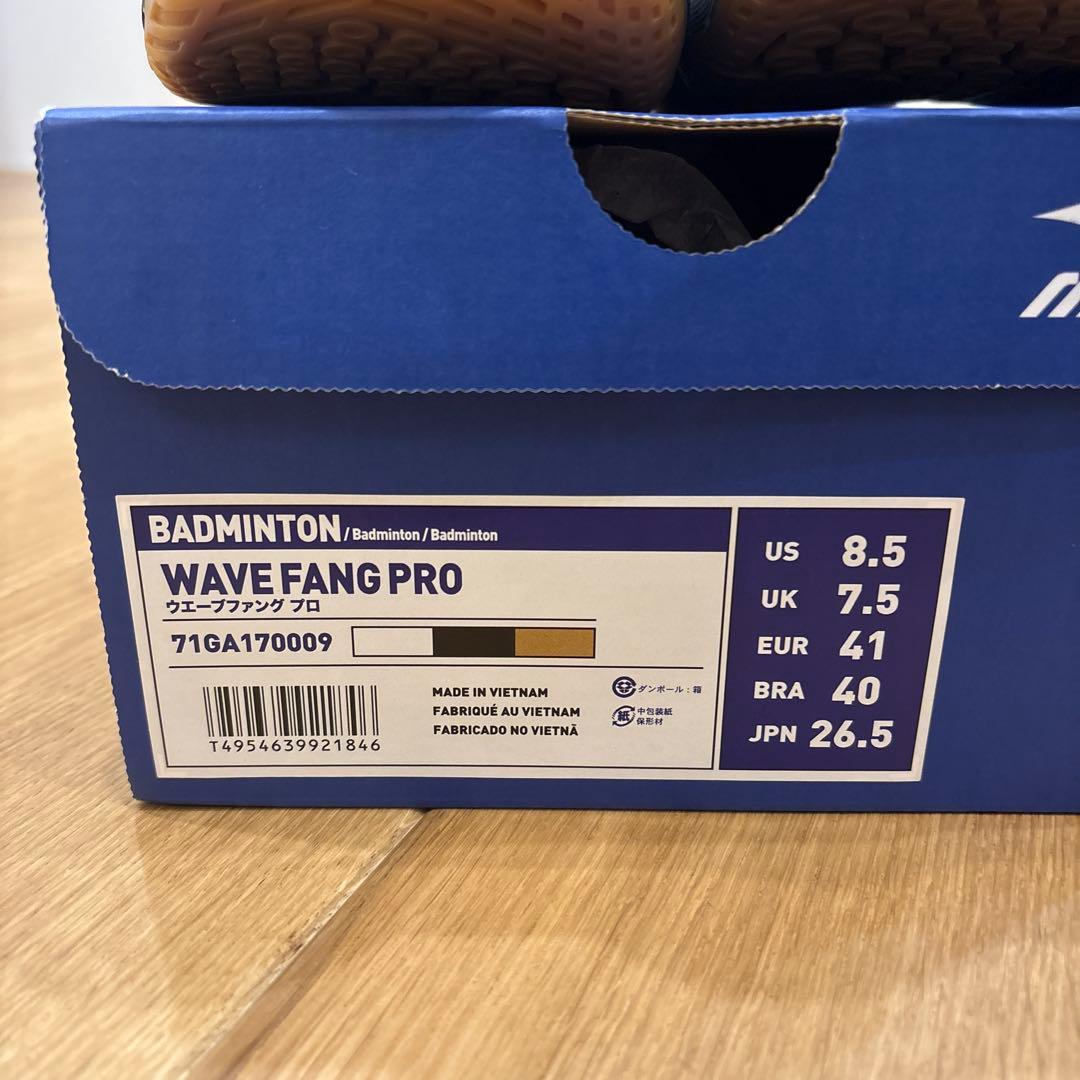 BADMINTON / Badminton / Badminton
WAVE FANG PRO
ウエーブファング プロ
71GA170009
T4954639921846
MADE IN VIETNAM
FABRIQUÉ AU VIETNAM
FABRICADO NO VIETNÃ
ダンボール：箱
紙
中包装紙
保形材
US 8.5
UK 7.5
EUR 41
BRA 40
JPN 26.5